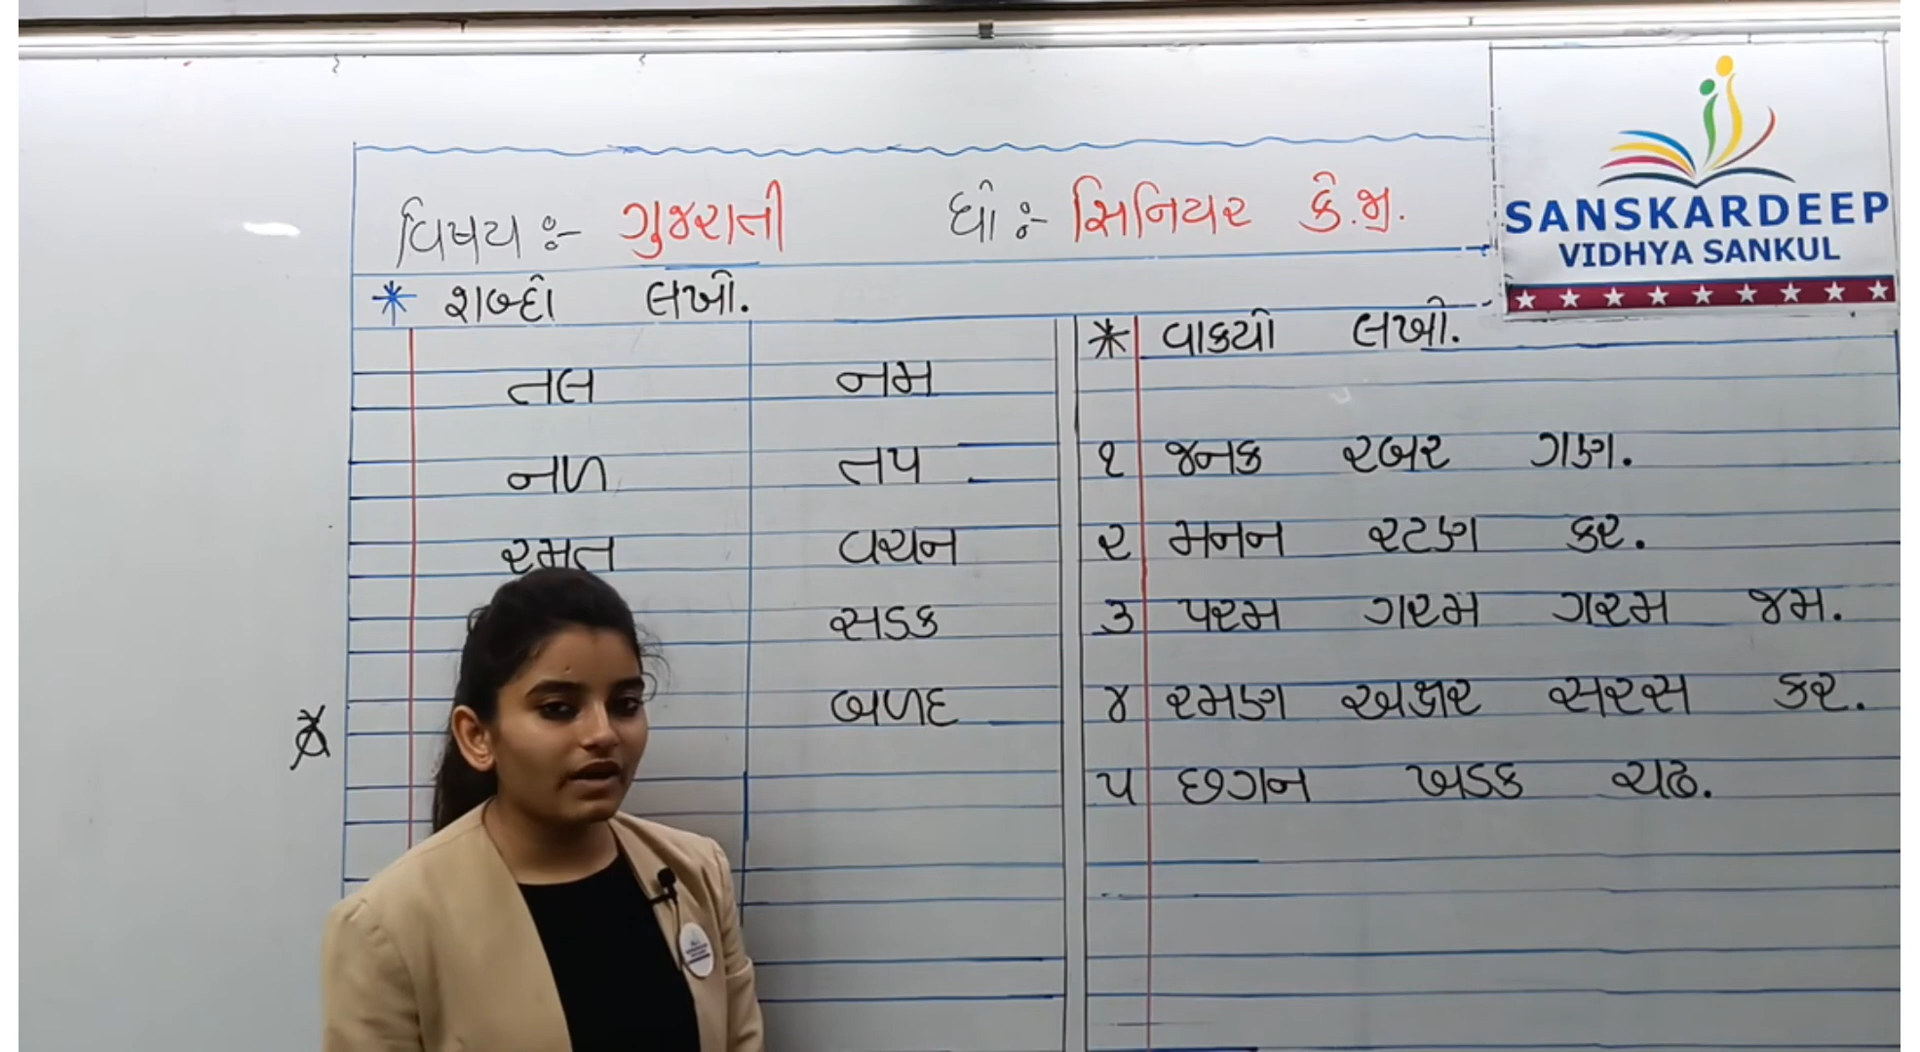 વિષય :- ગુજરાતી ધો :- સિનિયર કે.જી.
SANSKARDEEP
VIDHYA SANKUL
* શબ્દો લખો.
તલ નમ
નળ તપ
રમત વચન
સડક
બળદ
* વાક્યો લખો.
૧ જનક રબર ગણ.
૨ મનન રટણ કર.
૩ પરમ ગરમ ગરમ જમ.
૪ રમણ અક્ષર સરસ કર.
૫ છગન ખડક ચઢ.